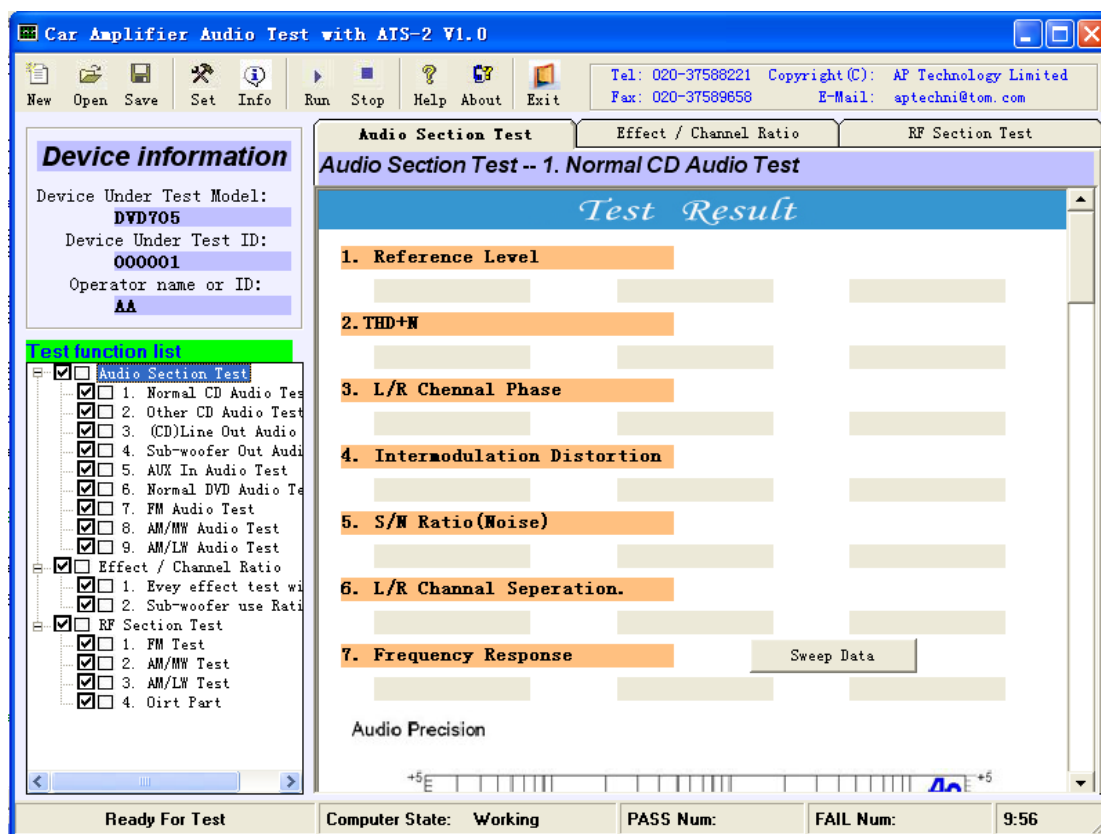 Car Amplifier Audio Test with ATS-2 V1.0
New Open Save Set Info Run Stop Help About Exit
Tel: 020-37588221 Copyright(C): AP Technology Limited
Fax: 020-37589658 E-Mail: aptechni@tom.com
Device information
Device Under Test Model:
DVD705
Device Under Test ID:
000001
Operator name or ID:
AA
Test function list
Audio Section Test
1. Normal CD Audio Tes
2. Other CD Audio Test
3. (CD)Line Out Audio
4. Sub-woofer Out Audi
5. AUX In Audio Test
6. Normal DVD Audio Te
7. FM Audio Test
8. AM/MW Audio Test
9. AM/LW Audio Test
Effect / Channel Ratio
1. Evey effect test wi
2. Sub-woofer use Rati
RF Section Test
1. FM Test
2. AM/MW Test
3. AM/LW Test
4. Oirt Part
Audio Section Test Effect / Channel Ratio RF Section Test
Audio Section Test -- 1. Normal CD Audio Test
Test Result
1. Reference Level
2.THD+N
3. L/R Chennal Phase
4. Intermodulation Distortion
5. S/N Ratio(Noise)
6. L/R Channal Seperation.
7. Frequency Response
Sweep Data
Audio Precision
+5 Ap +5
Ready For Test Computer State: Working PASS Num: FAIL Num: 9:56